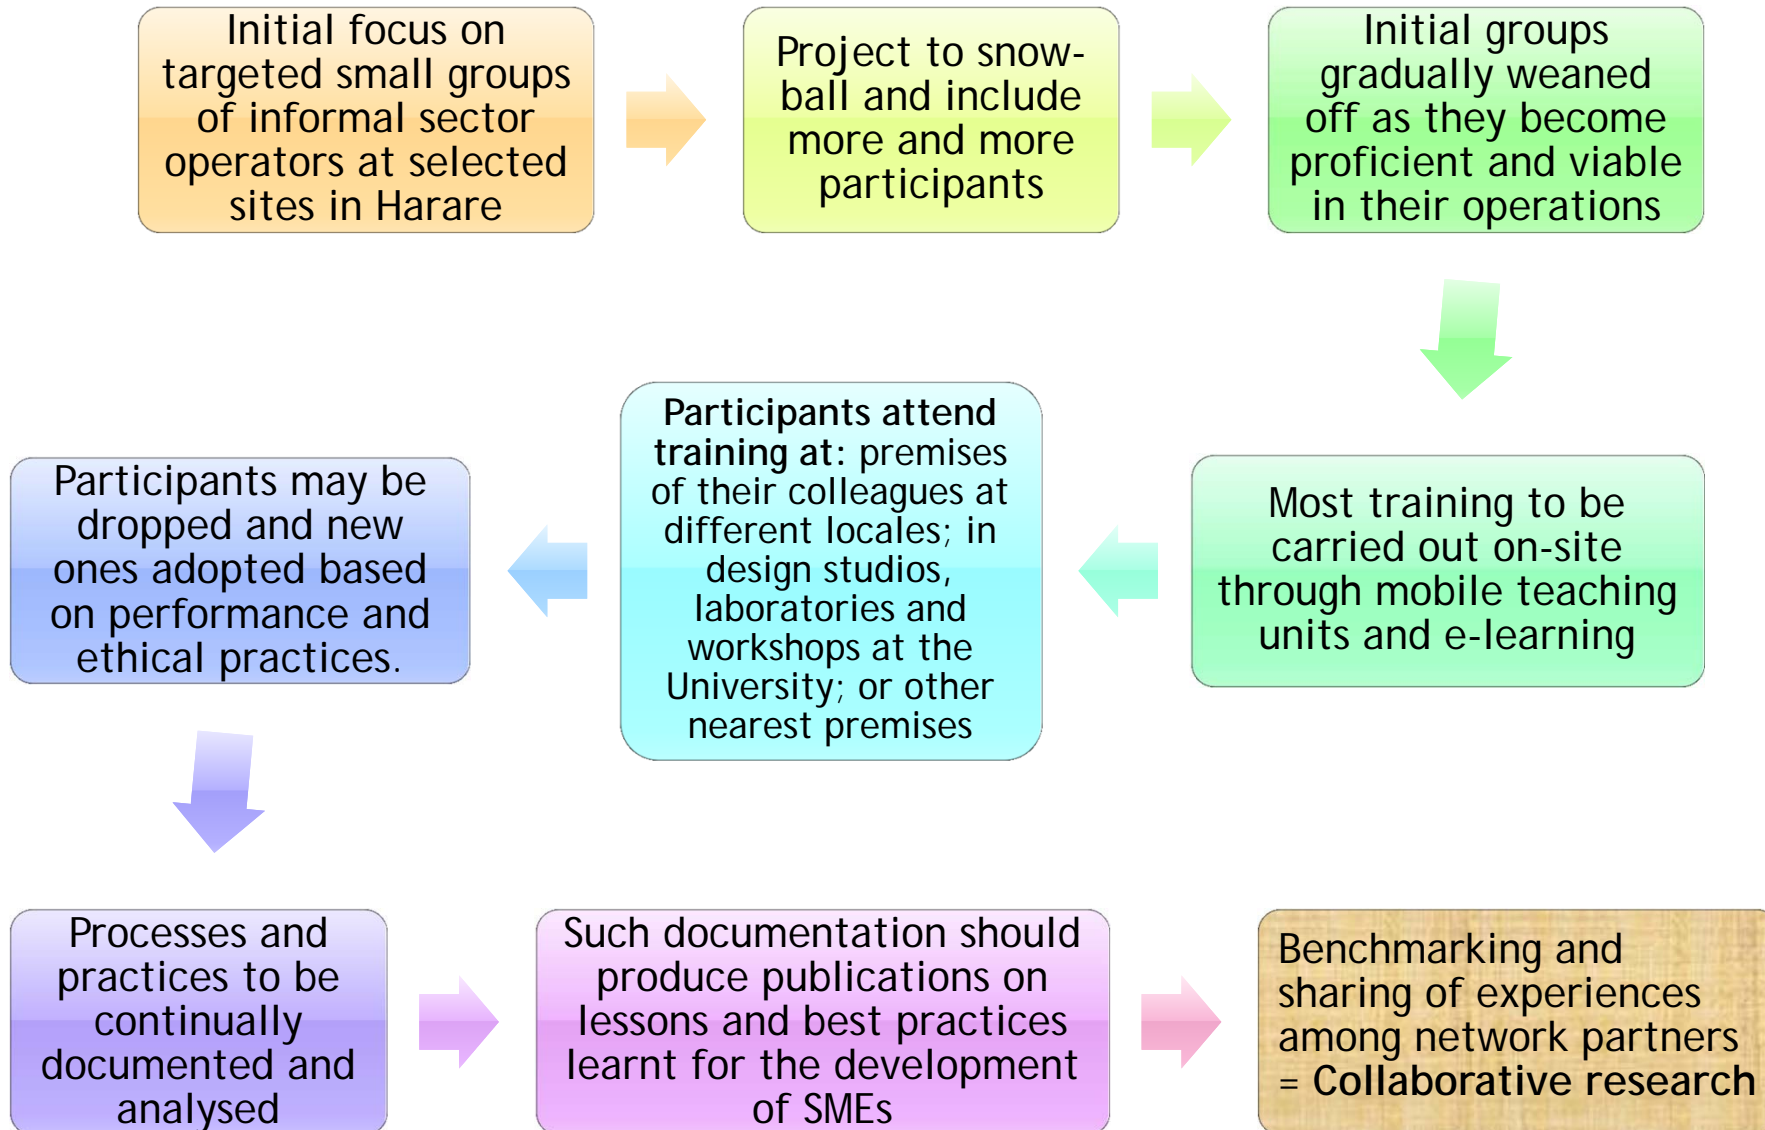 Initial focus on
targeted small groups
of informal sector
operators at selected
sites in Harare
Project to snow-
ball and include
more and more
participants
Initial groups
gradually weaned
off as they become
proficient and viable
in their operations
Most training to be
carried out on-site
through mobile teaching
units and e-learning
Participants attend
training at: premises
of their colleagues at
different locales; in
design studios,
laboratories and
workshops at the
University; or other
nearest premises
Participants may be
dropped and new
ones adopted based
on performance and
ethical practices.
Processes and
practices to be
continually
documented and
analysed
Such documentation should
produce publications on
lessons and best practices
learnt for the development
of SMEs
Benchmarking and
sharing of experiences
among network partners
= Collaborative research